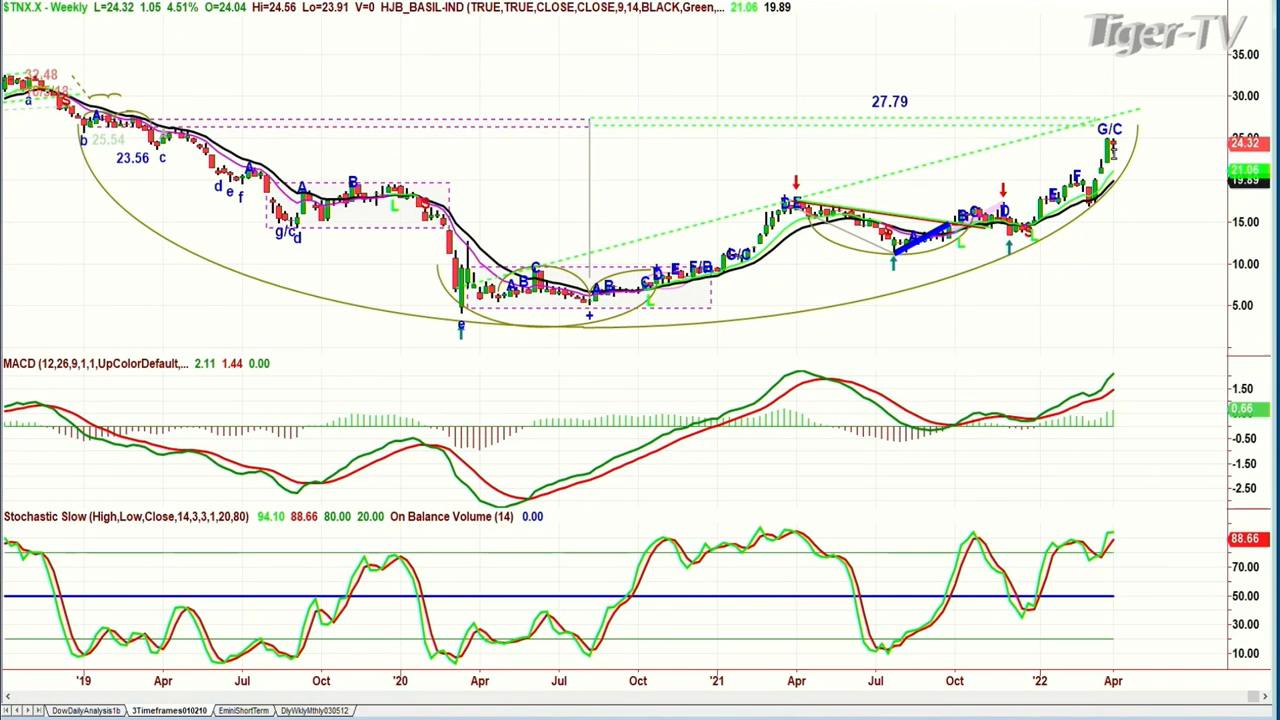 $TNX.X - Weekly L=24.32 1.05 4.51% O=24.04 Hi=24.56 Lo=23.91 V=0 HJB_BASIL-IND (TRUE,TRUE,CLOSE,CLOSE,9,14,BLACK,Green,... 21.06 19.89
Tiger-TV
35.00
32.48
a S
30.00
27.79
A
b 25.54
G/C
25.00
24.32
23.56 c
21.06
19.89
A
d e f
A B
L S
g/c d
D E
E F
15.00
B C D
S A L S L
10.00
G/C
C
A B
A B C D E F/B
L
5.00
e
+
MACD (12,26,9,1,1,UpColorDefault,... 2.11 1.44 0.00
1.50
0.66
-0.50
-1.50
-2.50
Stochastic Slow (High,Low,Close,14,3,3,1,20,80) 94.10 88.66 80.00 20.00 On Balance Volume (14) 0.00
88.66
70.00
50.00
30.00
10.00
'19 Apr Jul Oct '20 Apr Jul Oct '21 Apr Jul Oct '22 Apr
DowDailyAnalysis1b 3Timeframes010210 EminiShortTerm DlyWklyMthly030512